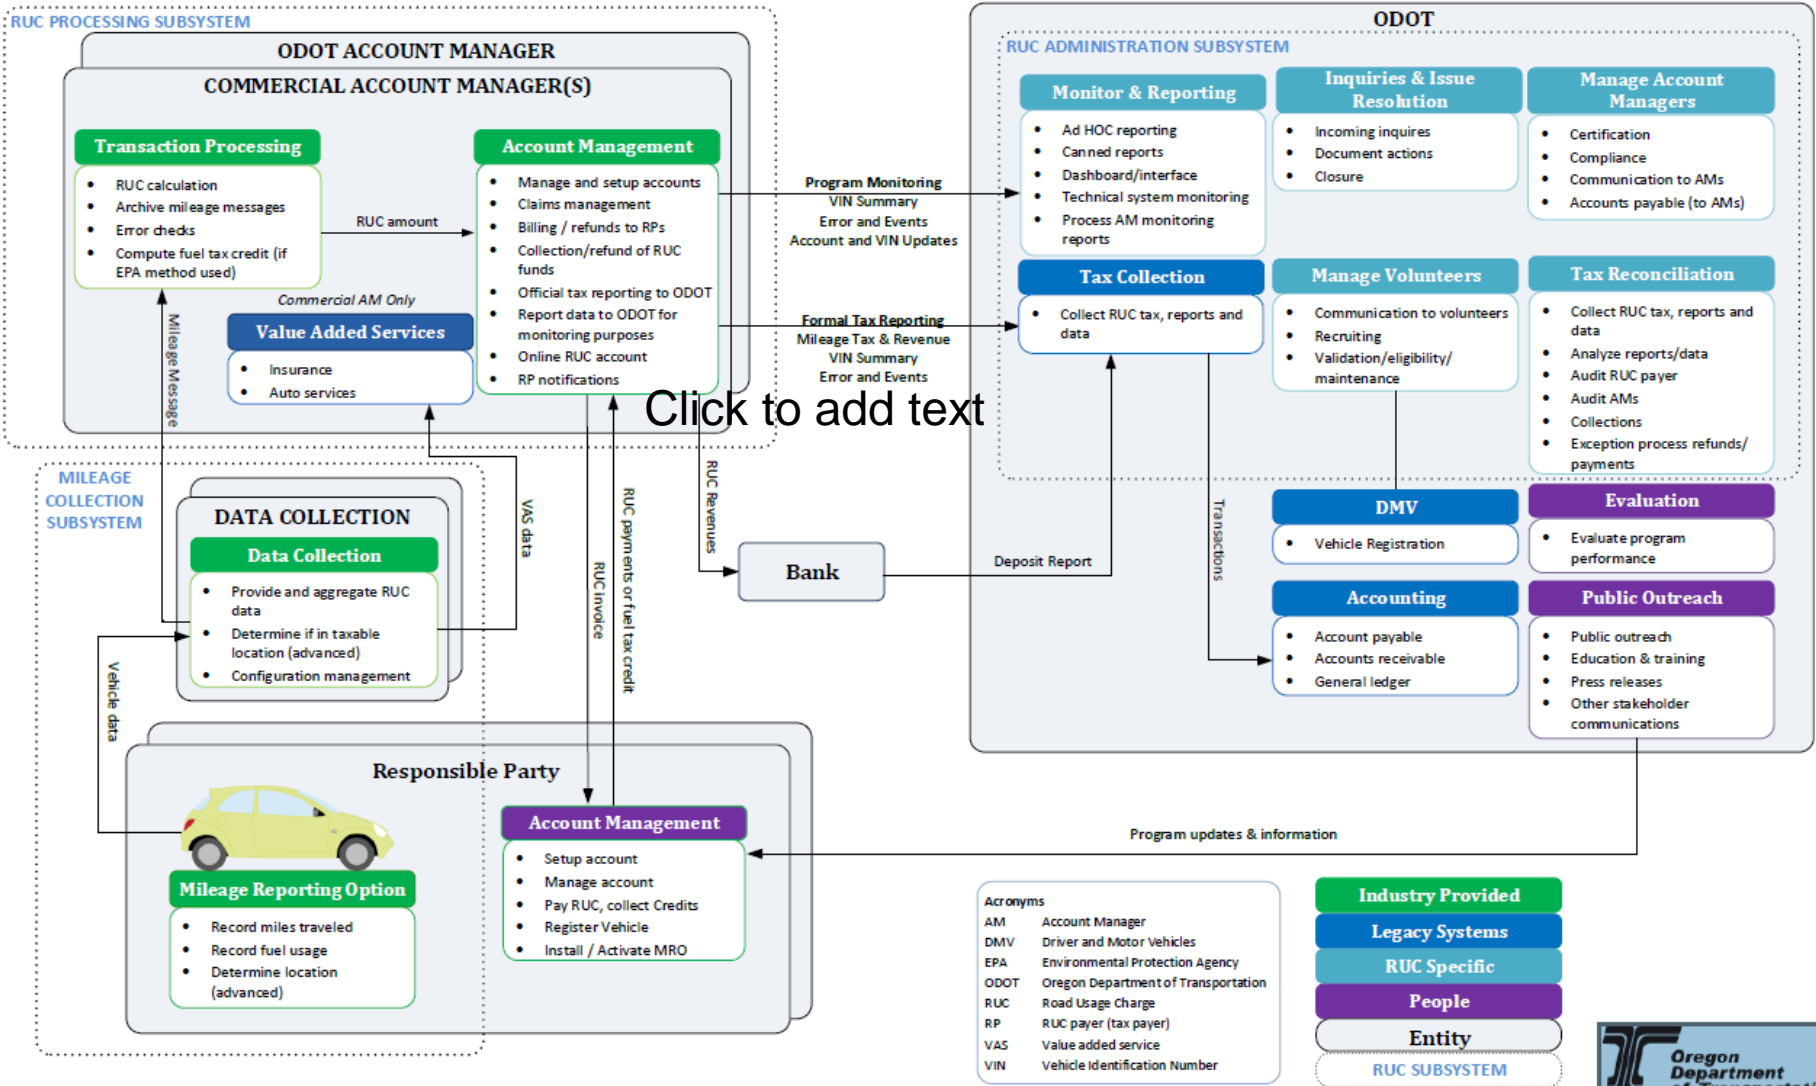 RUC PROCESSING SUBSYSTEM
ODOT ACCOUNT MANAGER
COMMERCIAL ACCOUNT MANAGER(S)
Transaction Processing
• RUC calculation
• Archive mileage messages
• Error checks
• Compute fuel tax credit (if
EPA method used)
RUC amount
Account Management
• Manage and setup accounts
• Claims management
• Billing / refunds to RPs
• Collection/refund of RUC
funds
• Official tax reporting to ODOT
• Report data to ODOT for
monitoring purposes
• Online RUC account
• RP notifications
Commercial AM Only
Value Added Services
• Insurance
• Auto services
Mileage Message
Program Monitoring
VIN Summary
Error and Events
Account and VIN Updates
Formal Tax Reporting
Mileage Tax & Revenue
VIN Summary
Error and Events
Click to add text
ODOT
RUC ADMINISTRATION SUBSYSTEM
Monitor & Reporting
• Ad HOC reporting
• Canned reports
• Dashboard/interface
• Technical system monitoring
• Process AM monitoring
reports
Inquiries & Issue
Resolution
• Incoming inquires
• Document actions
• Closure
Manage Account
Managers
• Certification
• Compliance
• Communication to AMs
• Accounts payable (to AMs)
Tax Collection
• Collect RUC tax, reports and
data
Manage Volunteers
• Communication to volunteers
• Recruiting
• Validation/eligibility/
maintenance
Tax Reconciliation
• Collect RUC tax, reports and
data
• Analyze reports/data
• Audit RUC payer
• Audit AMs
• Collections
• Exception process refunds/
payments
MILEAGE
COLLECTION
SUBSYSTEM
DATA COLLECTION
Data Collection
• Provide and aggregate RUC
data
• Determine if in taxable
location (advanced)
• Configuration management
VAS data
Vehicle data
RUC invoice
RUC payments or fuel tax credit
RUC Revenues
Bank
Deposit Report
Transactions
DMV
• Vehicle Registration
Evaluation
• Evaluate program
performance
Accounting
• Account payable
• Accounts receivable
• General ledger
Public Outreach
• Public outreach
• Education & training
• Press releases
• Other stakeholder
communications
Responsible Party
Mileage Reporting Option
• Record miles traveled
• Record fuel usage
• Determine location
(advanced)
Account Management
• Setup account
• Manage account
• Pay RUC, collect Credits
• Register Vehicle
• Install / Activate MRO
Program updates & information
Acronyms
AM Account Manager
DMV Driver and Motor Vehicles
EPA Environmental Protection Agency
ODOT Oregon Department of Transportation
RUC Road Usage Charge
RP RUC payer (tax payer)
VAS Value added service
VIN Vehicle Identification Number
Industry Provided
Legacy Systems
RUC Specific
People
Entity
RUC SUBSYSTEM
Oregon
Department